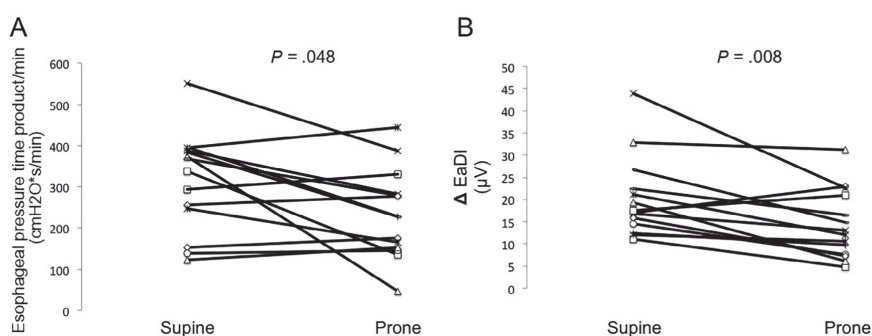 A
P = .048
Esophageal pressure time product/min
(cmH2O*s/min)
600
500
400
300
200
100
0
Supine
Prone
B
P = .008
Δ EaDI
(µV)
50
45
40
35
30
25
20
15
10
5
0
Supine
Prone